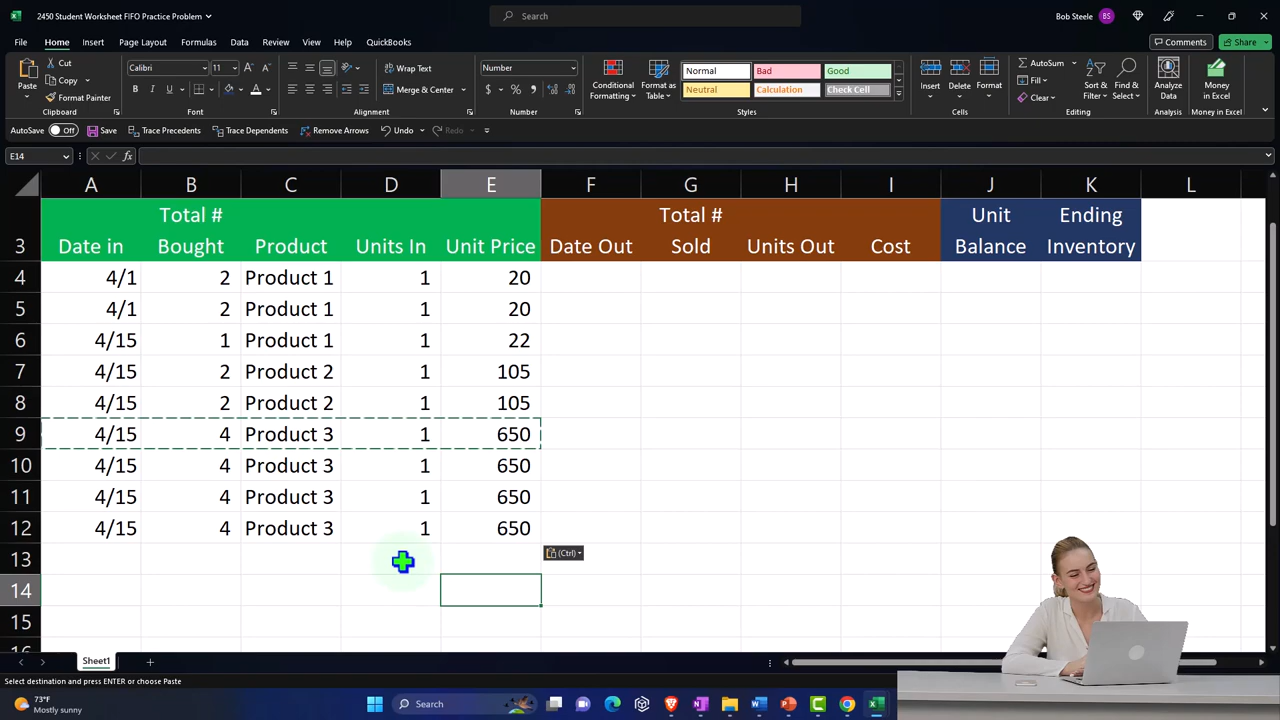 2450 Student Worksheet FIFO Practice Problem
Search
Bob Steele
BS
File Home Insert Page Layout Formulas Data Review View Help QuickBooks
Comments
Share
Paste
Cut
Copy
Format Painter
Clipboard
Calibri
11
B I U
Font
Wrap Text
Merge & Center
Alignment
Number
$ % 9
Number
Conditional Formatting
Format as Table
Normal Bad Good
Neutral Calculation Check Cell
Styles
Insert Delete Format
Cells
AutoSum
Fill
Clear
Sort & Filter
Find & Select
Editing
Analyze Data
Analysis
Money in Excel
Money in Excel
AutoSave Off Save Trace Precedents Trace Dependents Remove Arrows Undo Redo
E14
fx
A B C D E F G H I J K L
3 Date in Total # Bought Product Units In Unit Price Date Out Total # Sold Units Out Cost Unit Balance Ending Inventory
4 4/1 2 Product 1 1 20
5 4/1 2 Product 1 1 20
6 4/15 1 Product 1 1 22
7 4/15 2 Product 2 1 105
8 4/15 2 Product 2 1 105
9 4/15 4 Product 3 1 650
10 4/15 4 Product 3 1 650
11 4/15 4 Product 3 1 650
12 4/15 4 Product 3 1 650
13
(Ctrl)
14
15
16
Sheet1
Select destination and press ENTER or choose Paste
73°F
Mostly sunny
Search